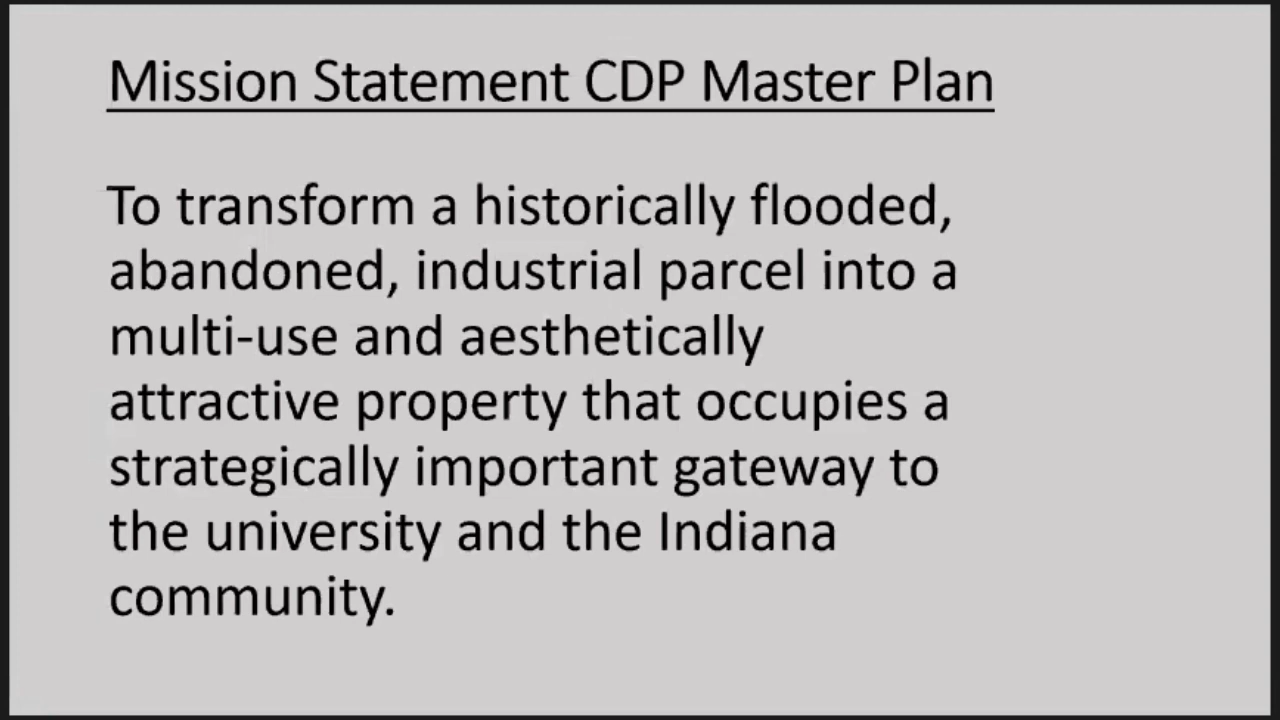 Mission Statement CDP Master Plan
To transform a historically flooded,
abandoned, industrial parcel into a
multi-use and aesthetically
attractive property that occupies a
strategically important gateway to
the university and the Indiana
community.